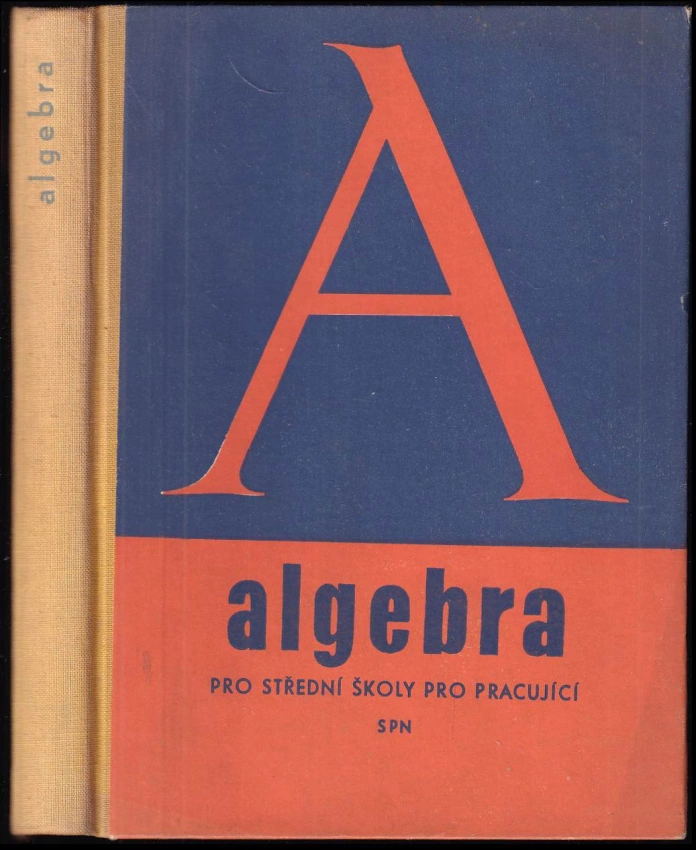 algebra
A
algebra
PRO STŘEDNÍ ŠKOLY PRO PRACUJÍCÍ
SPN